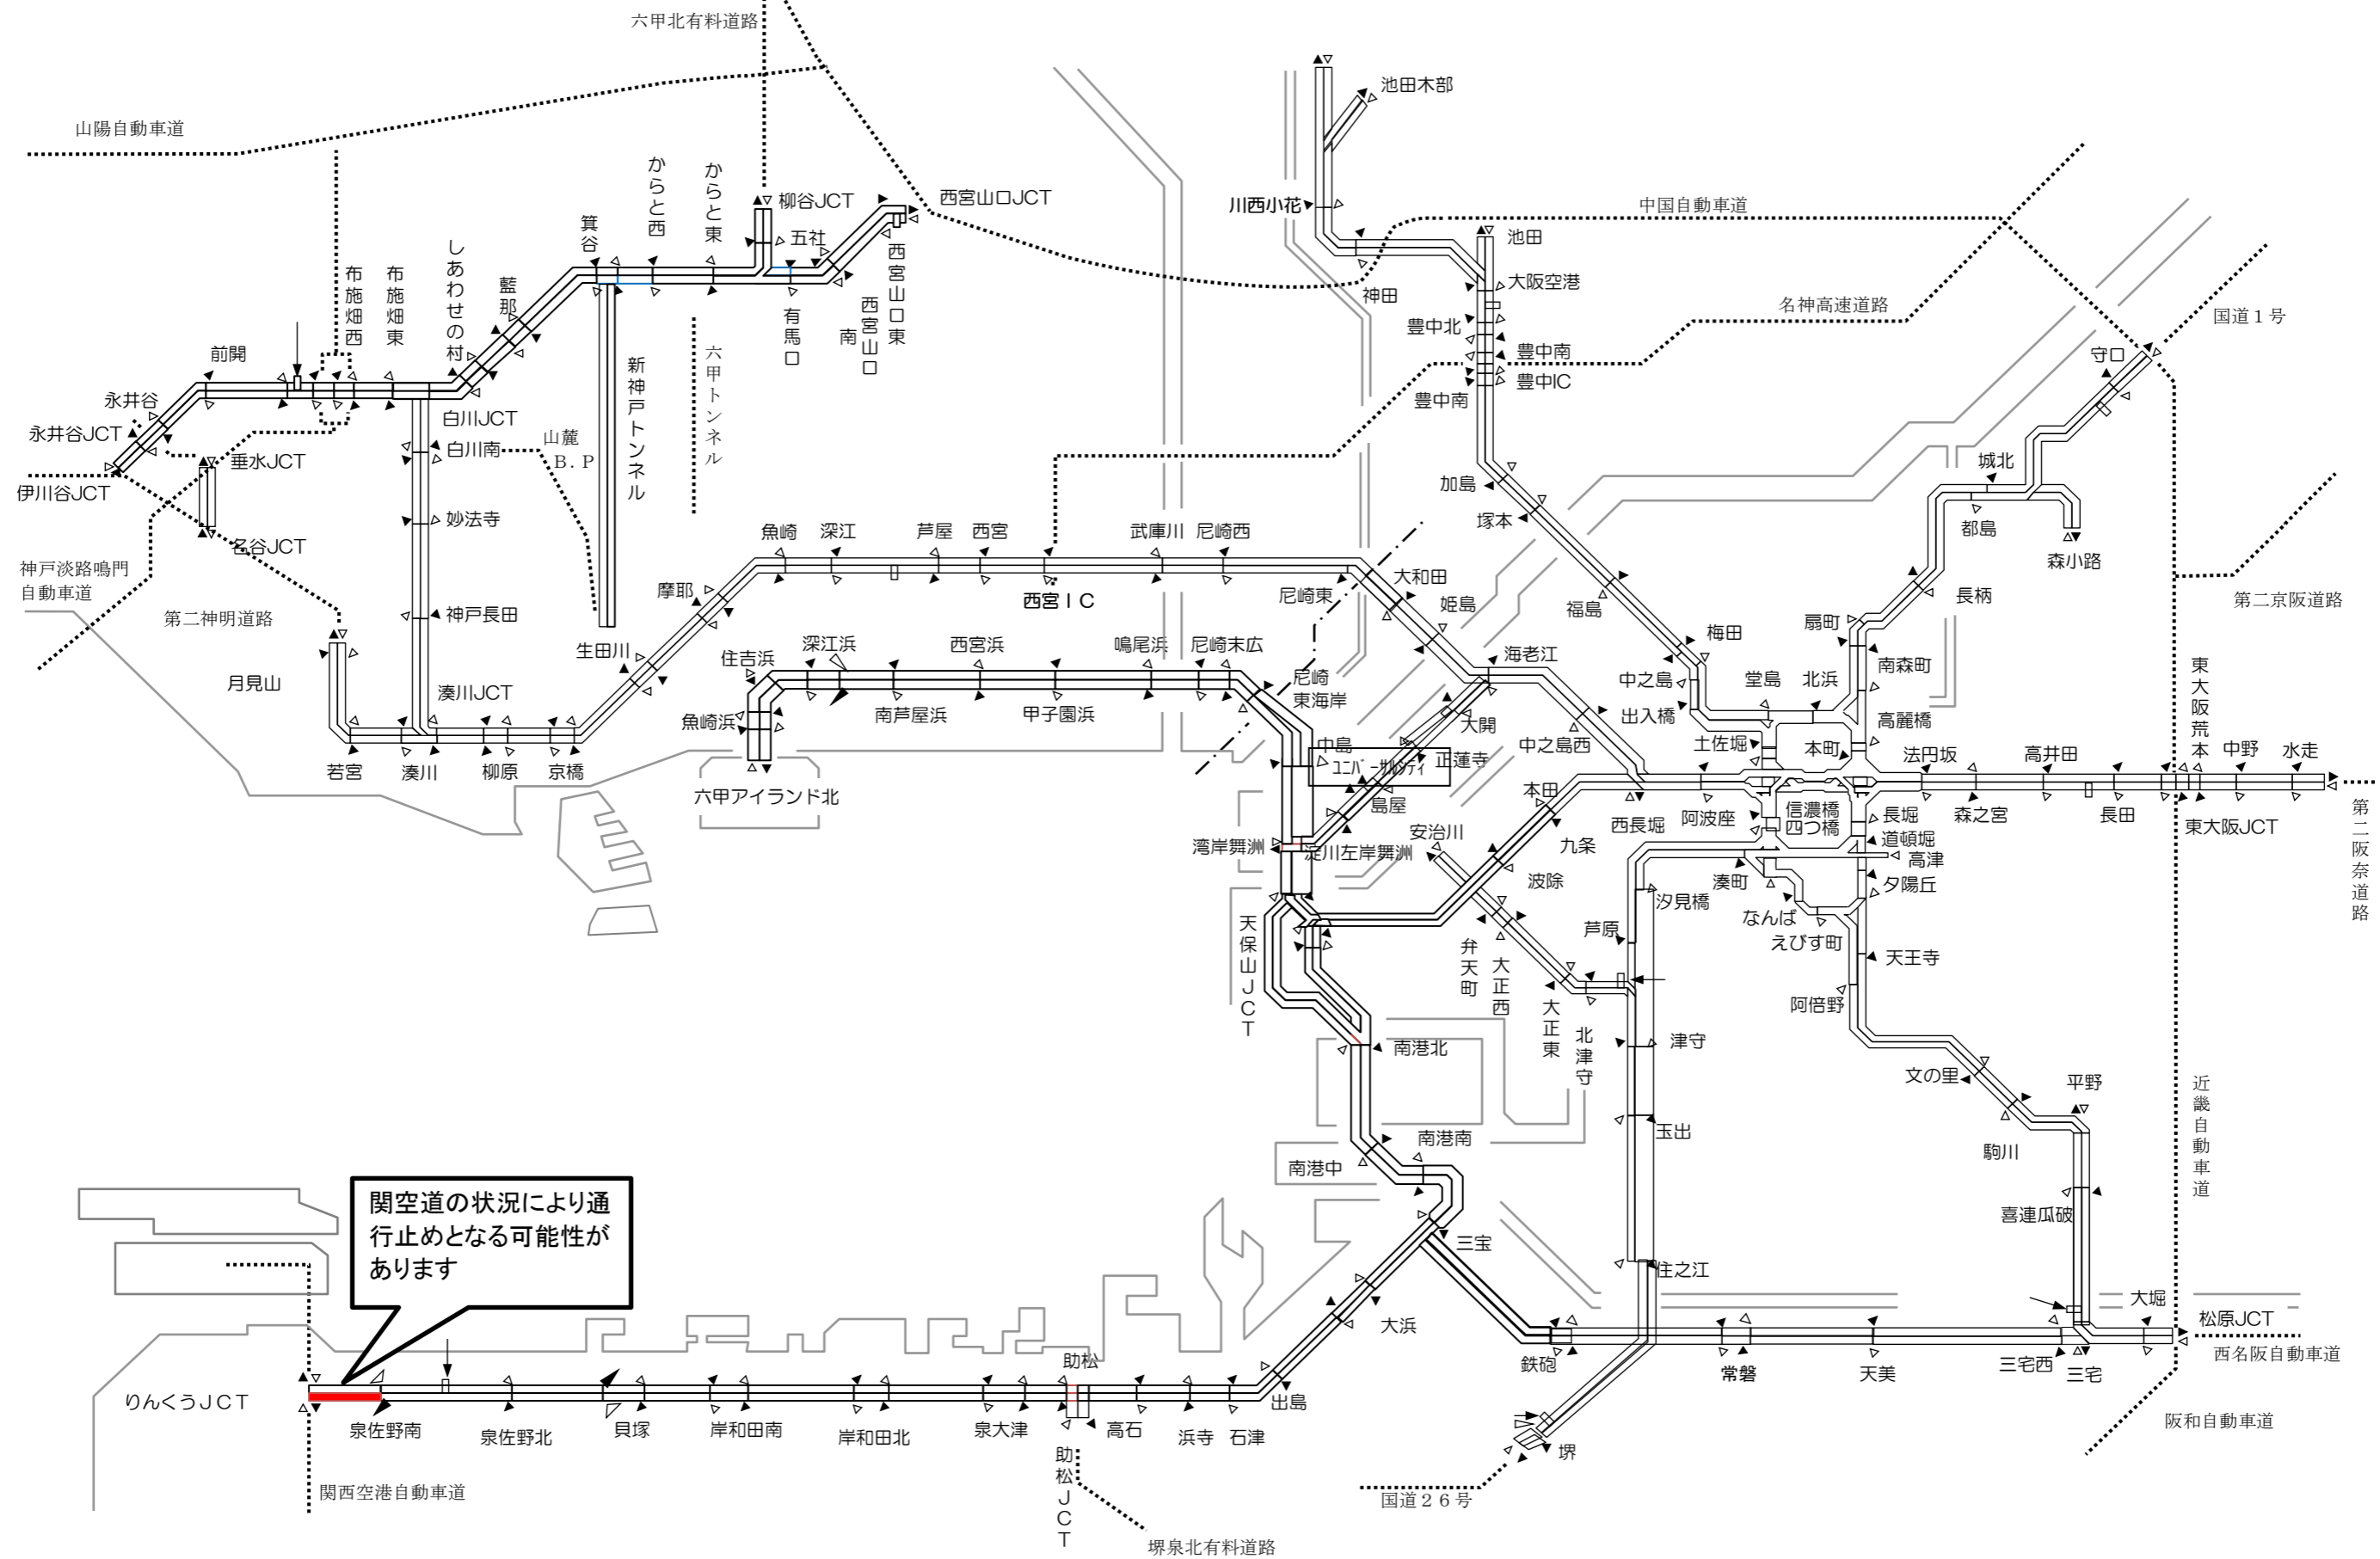 六甲北有料道路
山陽自動車道
池田木部
からと西
からと東
柳谷JCT
西宮山口JCT
川西小花
中国自動車道
箕谷
五社
池田
しあわせの村
藍那
布施畑西
布施畑東
西宮山口東
西宮山口南
有馬口
大阪空港
神田
豊中北
名神高速道路
国道1号
前開
新神戸トンネル
六甲トンネル
豊中南
豊中IC
豊中南
守口
永井谷
永井谷JCT
白川JCT
白川南
山麓
B.P
垂水JCT
伊川谷JCT
加島
城北
塚本
都島
妙法寺
名谷JCT
魚崎
深江
芦屋
西宮
武庫川
尼崎西
森小路
神戸淡路鳴門
自動車道
摩耶
西宮IC
尼崎東
大和田
姫島
福島
長柄
第二京阪道路
第二神明道路
神戸長田
扇町
梅田
生田川
住吉浜
深江浜
西宮浜
鳴尾浜
尼崎末広
海老江
南森町
東大阪荒本
月見山
湊川JCT
尼崎
東海岸
中之島
堂島
北浜
魚崎浜
南芦屋浜
甲子園浜
大開
出入橋
高麗橋
中島
中之島西
土佐堀
本町
法円坂
高井田
中野
水走
若宮
湊川
柳原
京橋
ユニバーサルシティ
正蓮寺
六甲アイランド北
島屋
本田
阿波座
信濃橋
四つ橋
長堀
森之宮
長田
東大阪JCT
第二阪奈道路
安治川
西長堀
道頓堀
湾岸舞洲
淀川左岸舞洲
九条
高津
波除
湊町
夕陽丘
汐見橋
なんば
天保山JCT
芦原
えびす町
弁天町
大正西
天王寺
阿倍野
大正東
北津守
南港北
津守
文の里
平野
近畿自動車道
玉出
南港南
駒川
南港中
関空道の状況により通
行止めとなる可能性が
あります
喜連瓜破
三宝
住之江
大堀
大浜
松原JCT
西名阪自動車道
鉄砲
常磐
天美
三宅西
三宅
助松
りんくうJCT
出島
泉佐野南
泉佐野北
貝塚
岸和田南
岸和田北
泉大津
高石
浜寺
石津
阪和自動車道
堺
助松JCT
関西空港自動車道
国道26号
堺泉北有料道路